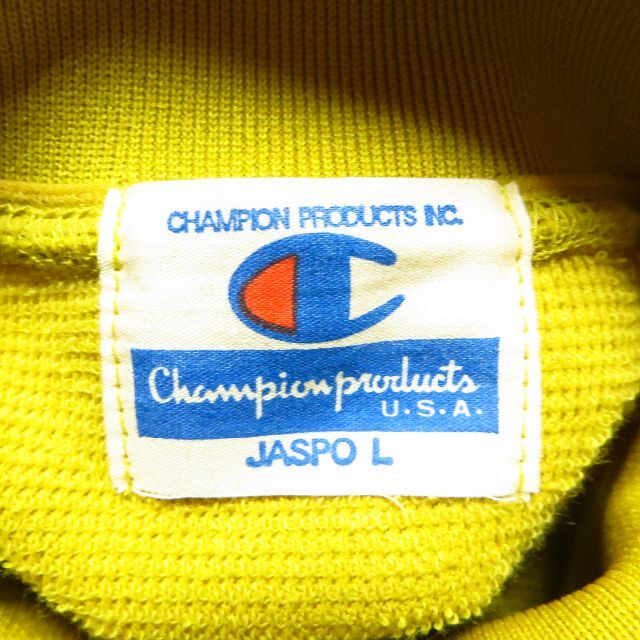 CHAMPION PRODUCTS INC.
Champion products
U.S.A.
JASPO L